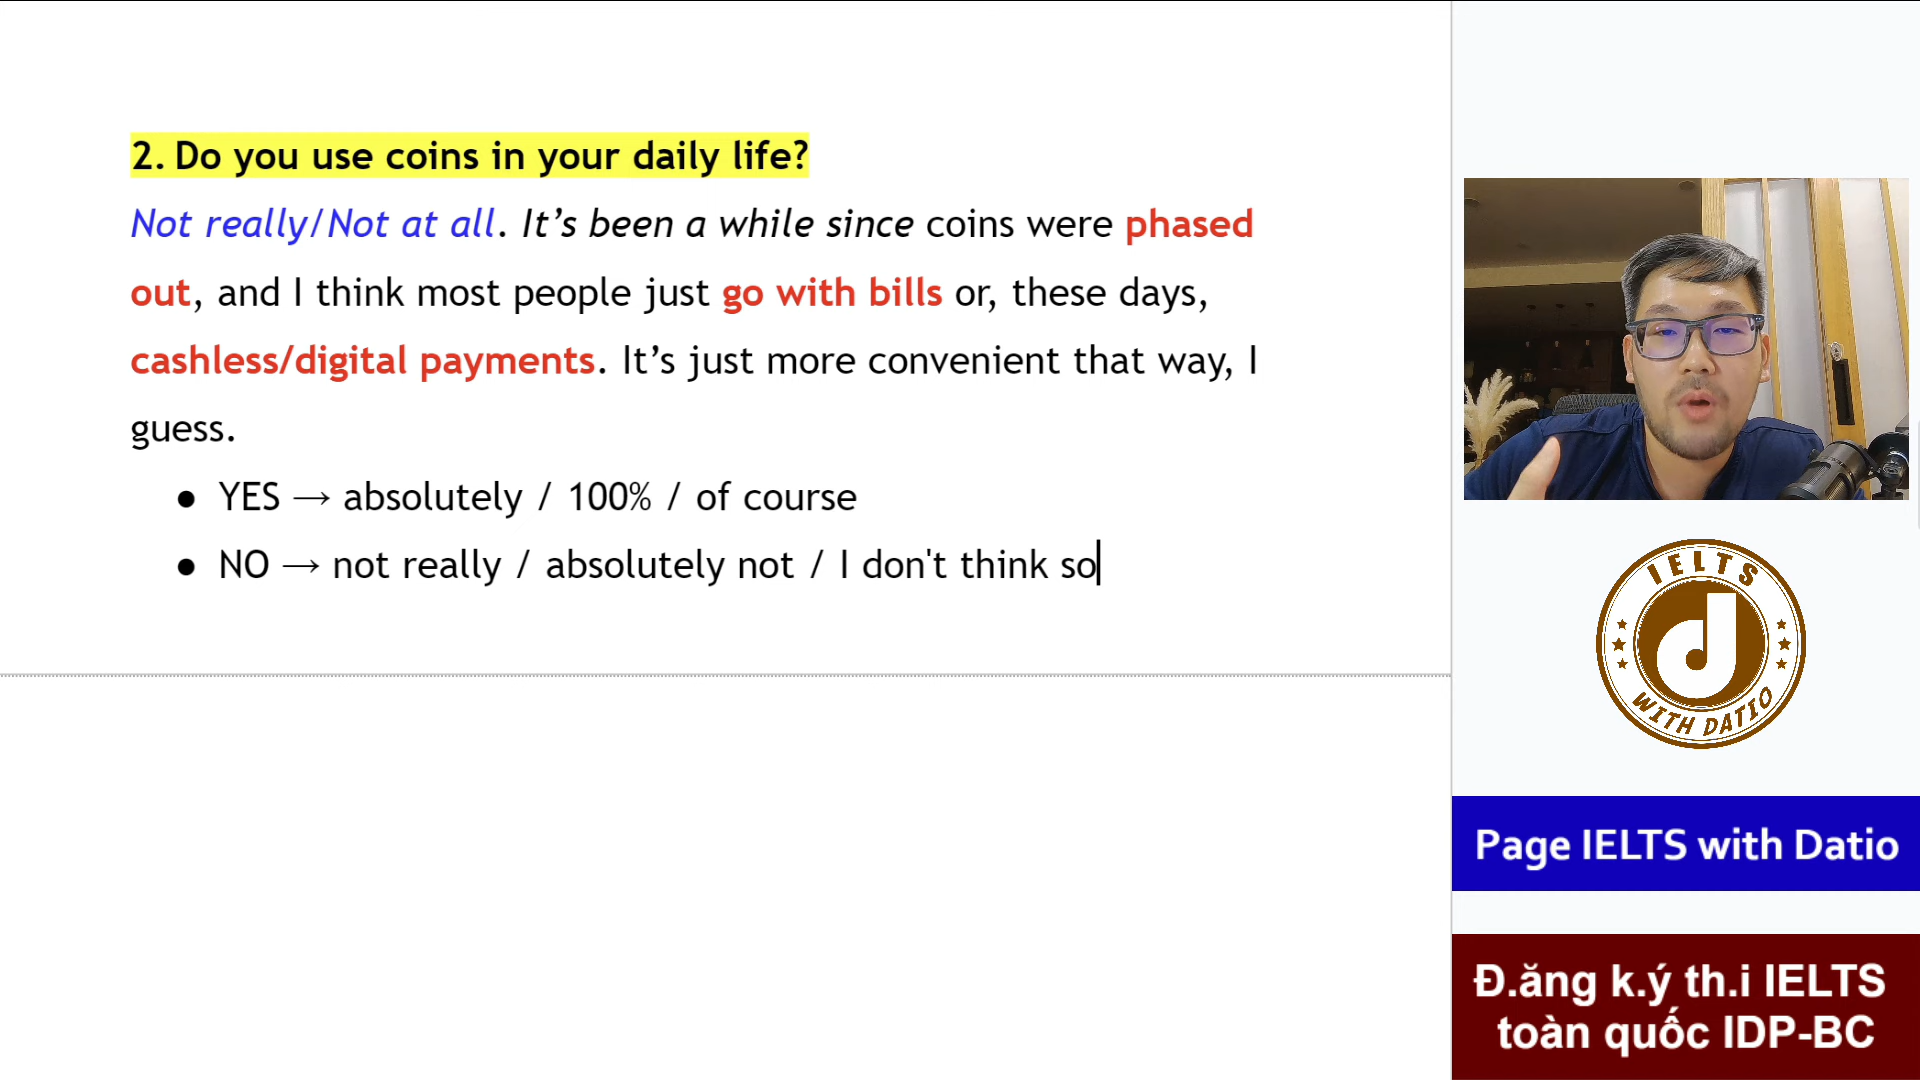 2. Do you use coins in your daily life?
Not really/Not at all. It’s been a while since coins were phased
out, and I think most people just go with bills or, these days,
cashless/digital payments. It’s just more convenient that way, I
guess.
● YES → absolutely / 100% / of course
● NO → not really / absolutely not / I don't think so
IELTS
WITH DATIO
Page IELTS with Datio
Đ.ăng k.ý th.i IELTS
toàn quốc IDP-BC